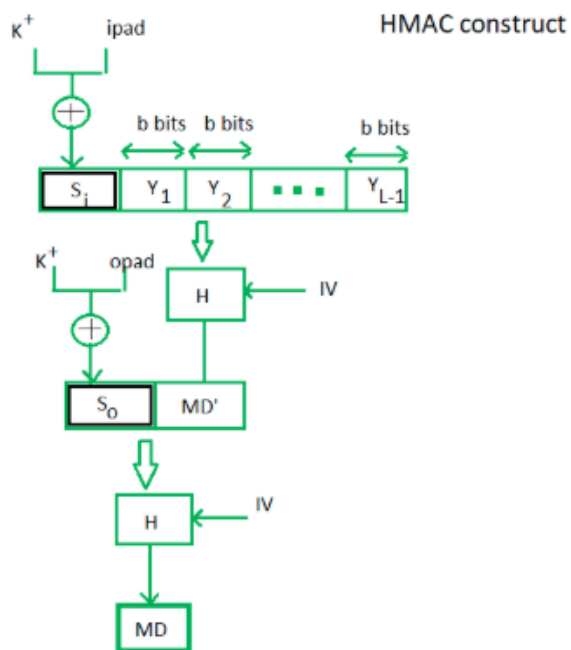 HMAC construct
K+ ipad
b bits b bits b bits
Si Y1 Y2 ... YL-1
K+ opad
H IV
So MD'
H IV
MD